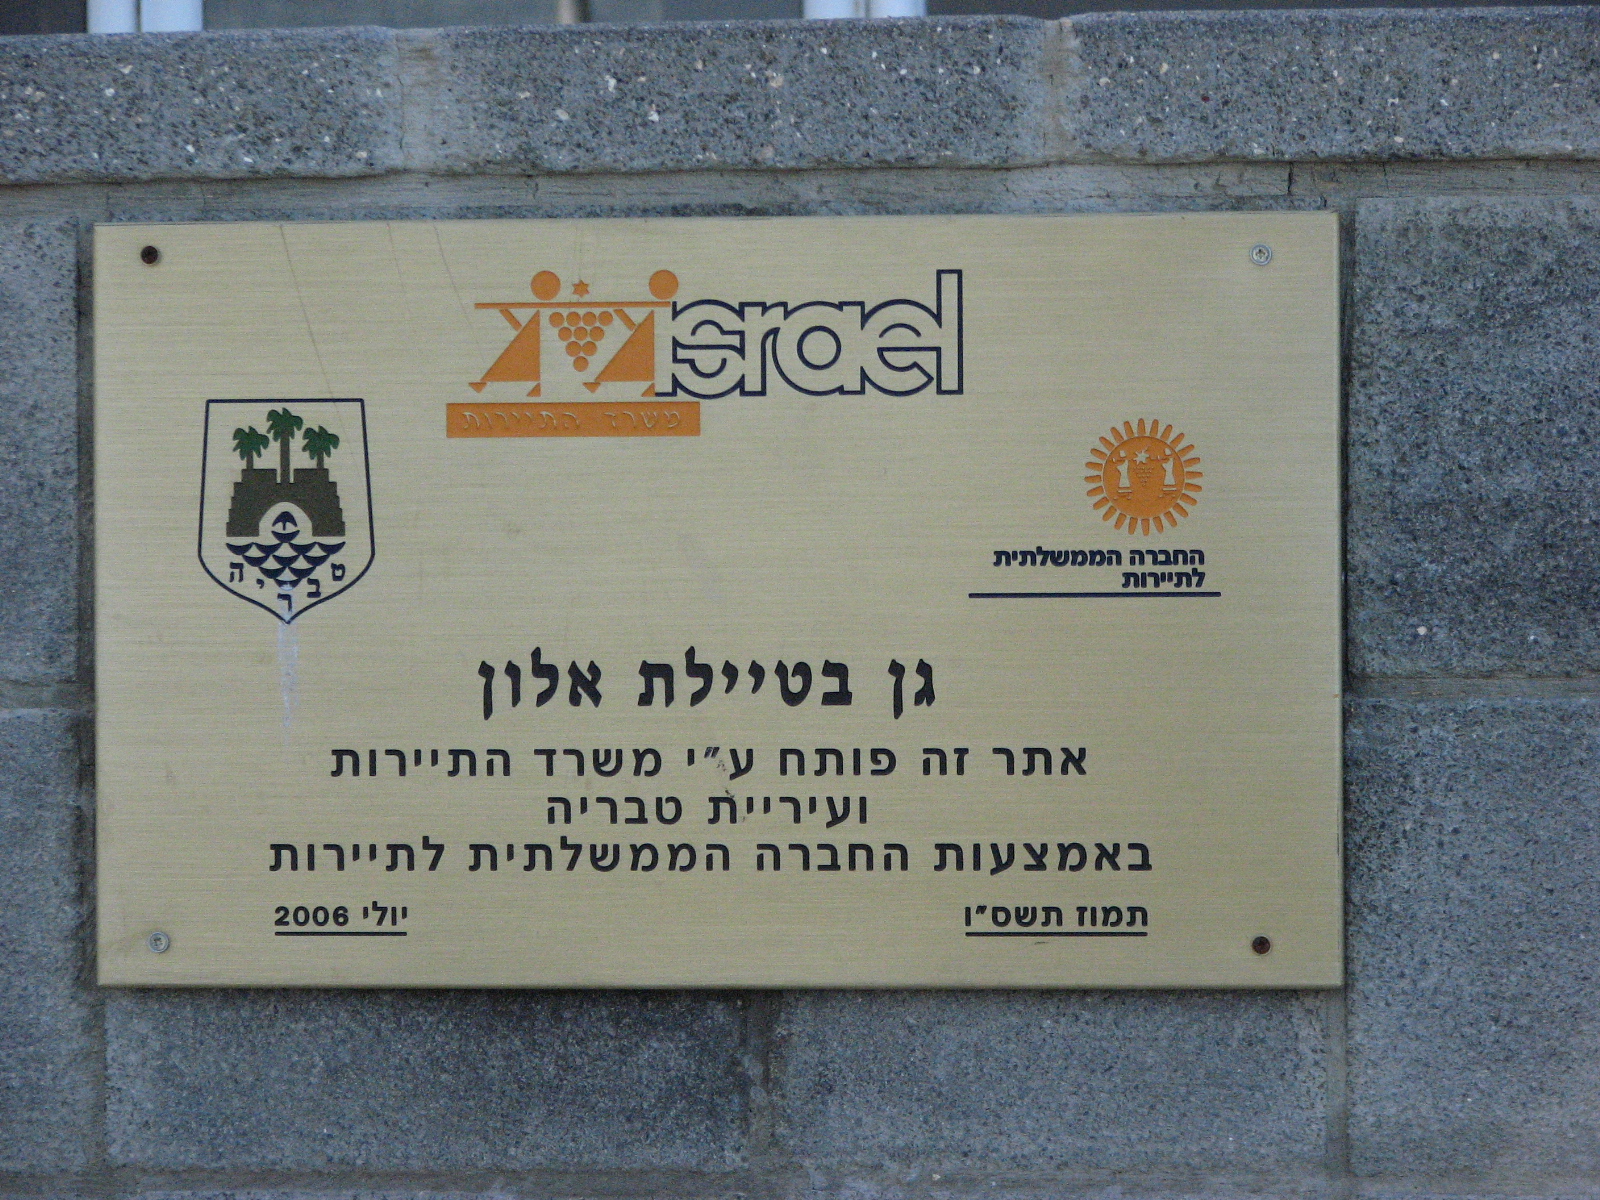 israel
משרד התיירות
טבריה
החברה הממשלתית
לתיירות
גן בטיילת אלון
אתר זה פותח ע״י משרד התיירות
ועיריית טבריה
באמצעות החברה הממשלתית לתיירות
תמוז תשס״ו
יולי 2006